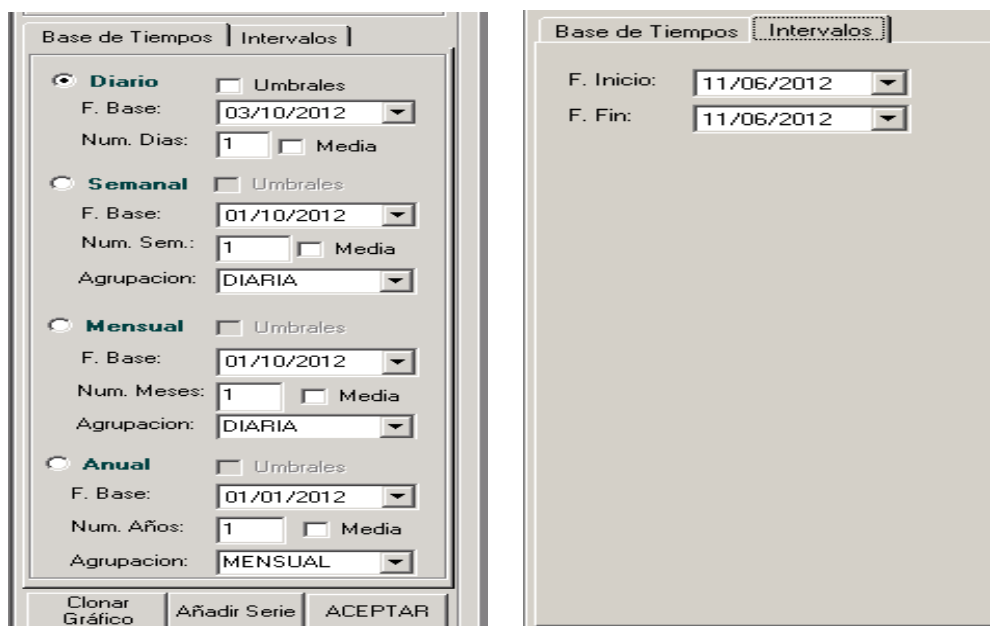 Base de Tiempos Intervalos
Diario Umbrales
F. Base: 03/10/2012
Num. Dias: 1 Media
Semanal Umbrales
F. Base: 01/10/2012
Num. Sem.: 1 Media
Agrupacion: DIARIA
Mensual Umbrales
F. Base: 01/10/2012
Num. Meses: 1 Media
Agrupacion: DIARIA
Anual Umbrales
F. Base: 01/01/2012
Num. Años: 1 Media
Agrupacion: MENSUAL
Clonar
Gráfico
Añadir Serie
ACEPTAR
Base de Tiempos Intervalos
F. Inicio: 11/06/2012
F. Fin: 11/06/2012